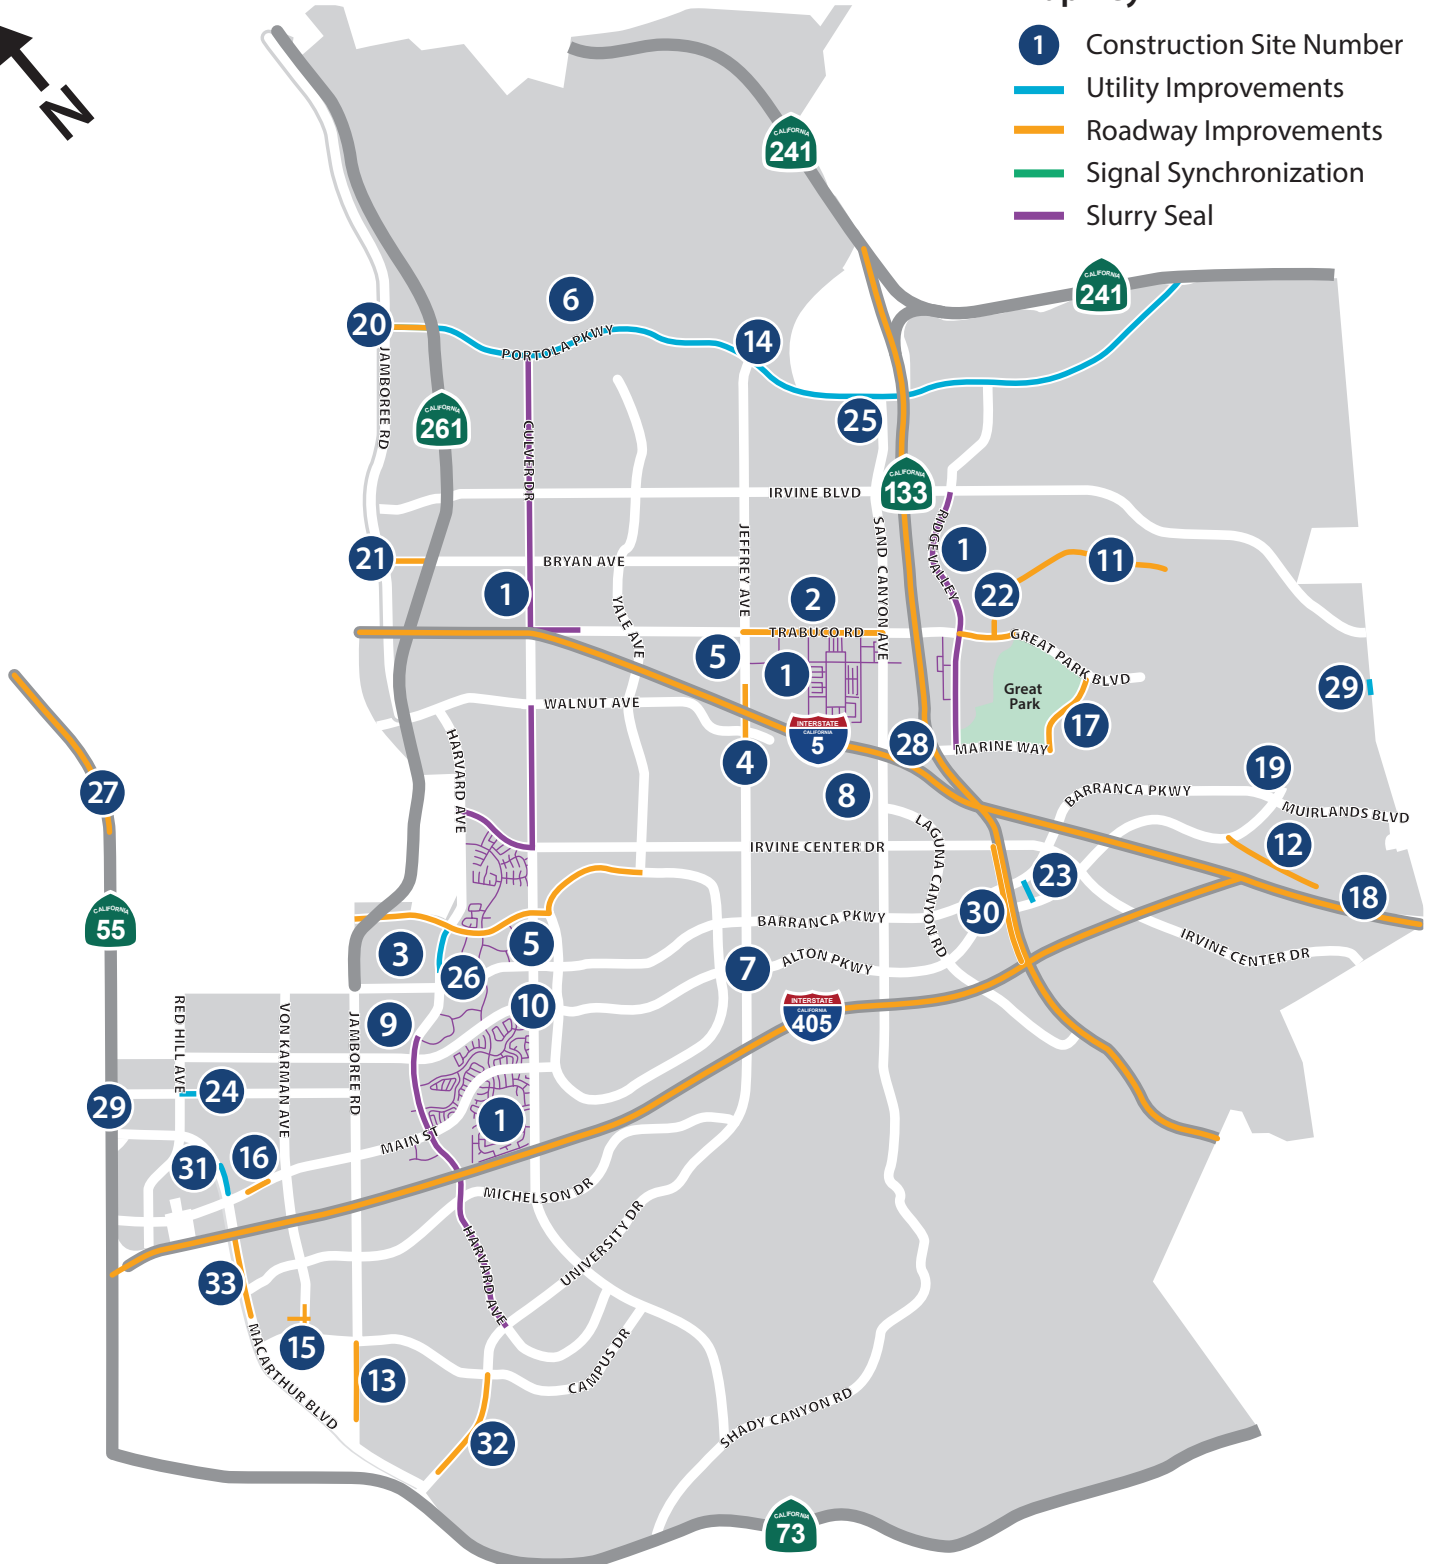 N
1 Construction Site Number
Utility Improvements
Roadway Improvements
Signal Synchronization
Slurry Seal
CALIFORNIA
241
CALIFORNIA
241
6
20
PORTOLA PKWY
14
JAMBOREE RD
CALIFORNIA
261
25
CULVER DR
CALIFORNIA
133
IRVINE BLVD
RIDGE VALLEY
JEFFREY AVE
SAND CANYON AVE
21
BRYAN AVE
1
11
1
2
22
YALE AVE
TRABUCO RD
GREAT PARK BLVD
5
1
Great
Park
29
WALNUT AVE
INTERSTATE
CALIFORNIA
5
28
17
MARINE WAY
HARVARD AVE
4
27
8
19
BARRANCA PKWY
MUIRLANDS BLVD
LAGUNA CANYON RD
IRVINE CENTER DR
12
23
18
CALIFORNIA
55
30
BARRANCA PKWY
3
5
IRVINE CENTER DR
26
7
ALTON PKWY
10
INTERSTATE
CALIFORNIA
405
9
RED HILL AVE
VON KARMAN AVE
JAMBOREE RD
29
24
1
MAIN ST
31
16
MICHELSON DR
UNIVERSITY DR
HARVARD AVE
33
15
MACARTHUR BLVD
13
CAMPUS DR
32
SHADY CANYON RD
CALIFORNIA
73